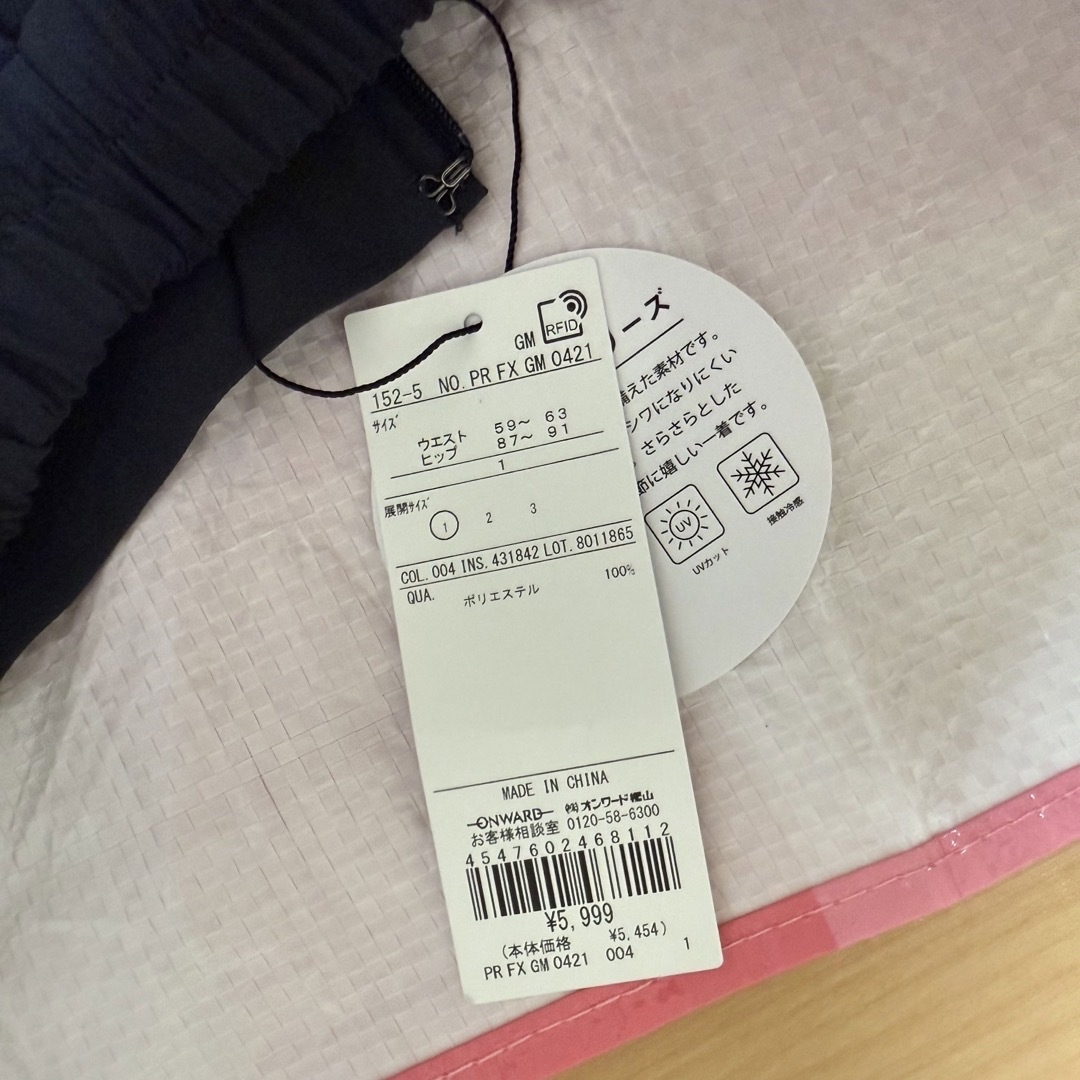 GM RFID
152-5 NO. PR FX GM 0421
サイズ
ウエスト 59～ 63
ヒップ 87～ 91
1
展開サイズ
1 2 3
COL. 004 INS. 431842 LOT. 8011865
QUA. ポリエステル 100%
MADE IN CHINA
ONWARD ㈱オンワード樫山
お客様相談室 0120-58-6300
4547602468112
¥5,999
(本体価格 ¥5,454)
PR FX GM 0421 004 1
ーズ
備えた素材です。
シワになりにくい
さらさらとした
節に嬉しい一着です。
UV
UVカット
接触冷感